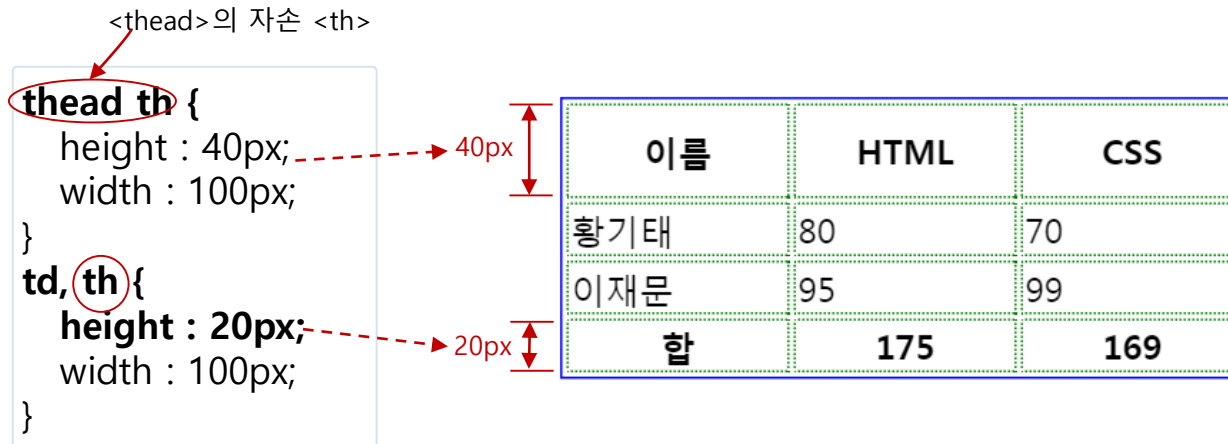 <thead>의 자손 <th>
thead th {
height : 40px;
width : 100px;
}
td, th {
height : 20px;
width : 100px;
}
40px
20px
이름 HTML CSS
황기태 80 70
이재문 95 99
합 175 169